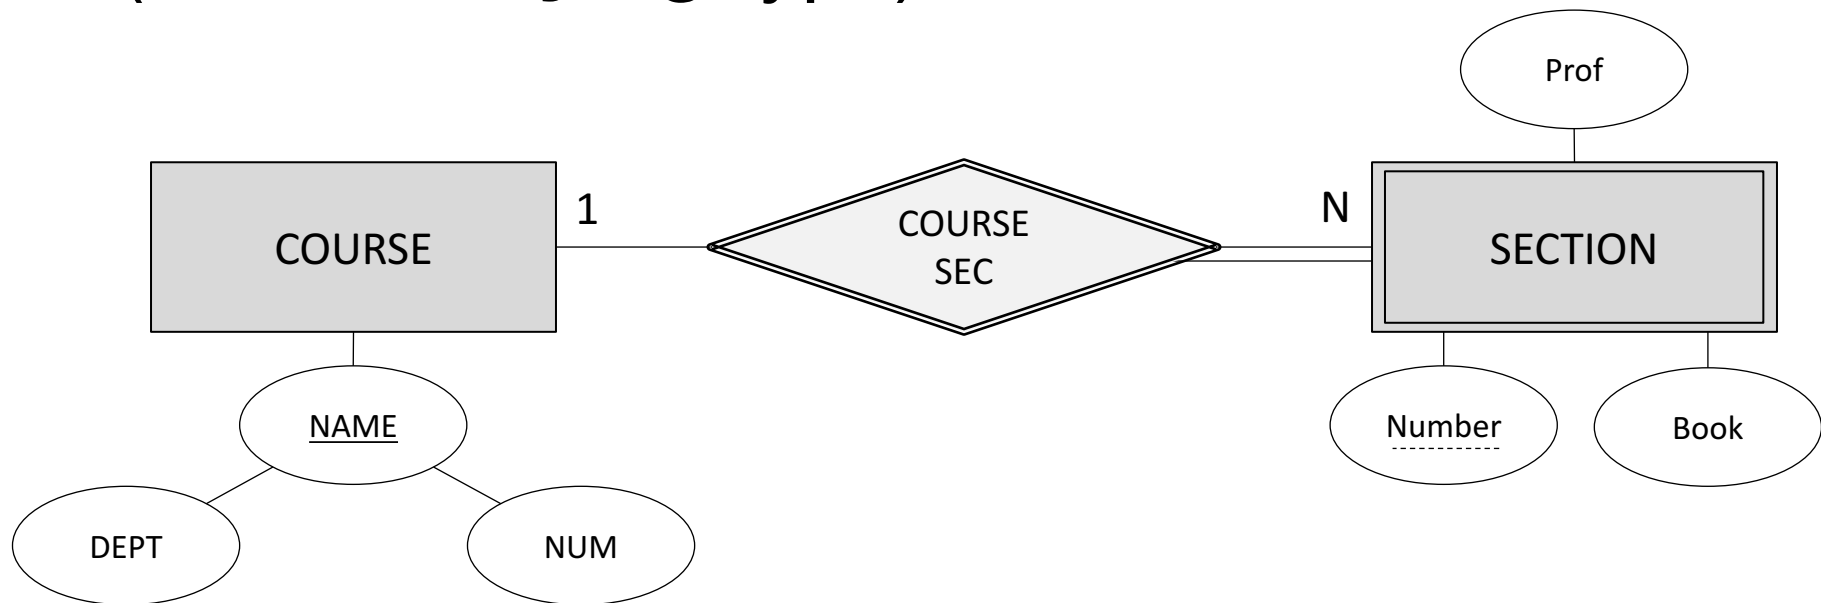 Prof
1
N
COURSE
COURSE
SEC
SECTION
NAME
Number
Book
DEPT
NUM